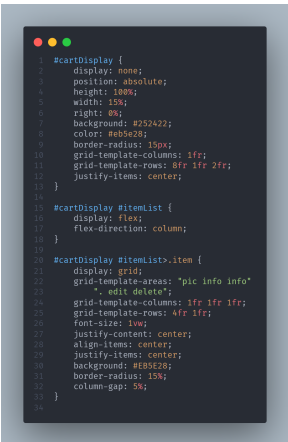 1 #cartDisplay {
2 display: none;
3 position: absolute;
4 height: 100%;
5 width: 15%;
6 right: 0%;
7 background: #252422;
8 color: #eb5e28;
9 border-radius: 15px;
10 grid-template-columns: 1fr;
11 grid-template-rows: 8fr 1fr 2fr;
12 justify-items: center;
13 }
14
15 #cartDisplay #itemList {
16 display: flex;
17 flex-direction: column;
18 }
19
20 #cartDisplay #itemList>.item {
21 display: grid;
22 grid-template-areas: "pic info info"
23 ". edit delete";
24 grid-template-columns: 1fr 1fr 1fr;
25 grid-template-rows: 4fr 1fr;
26 font-size: 1vw;
27 justify-content: center;
28 align-items: center;
29 justify-items: center;
30 background: #EB5E28;
31 border-radius: 15%;
32 column-gap: 5%;
33 }
34